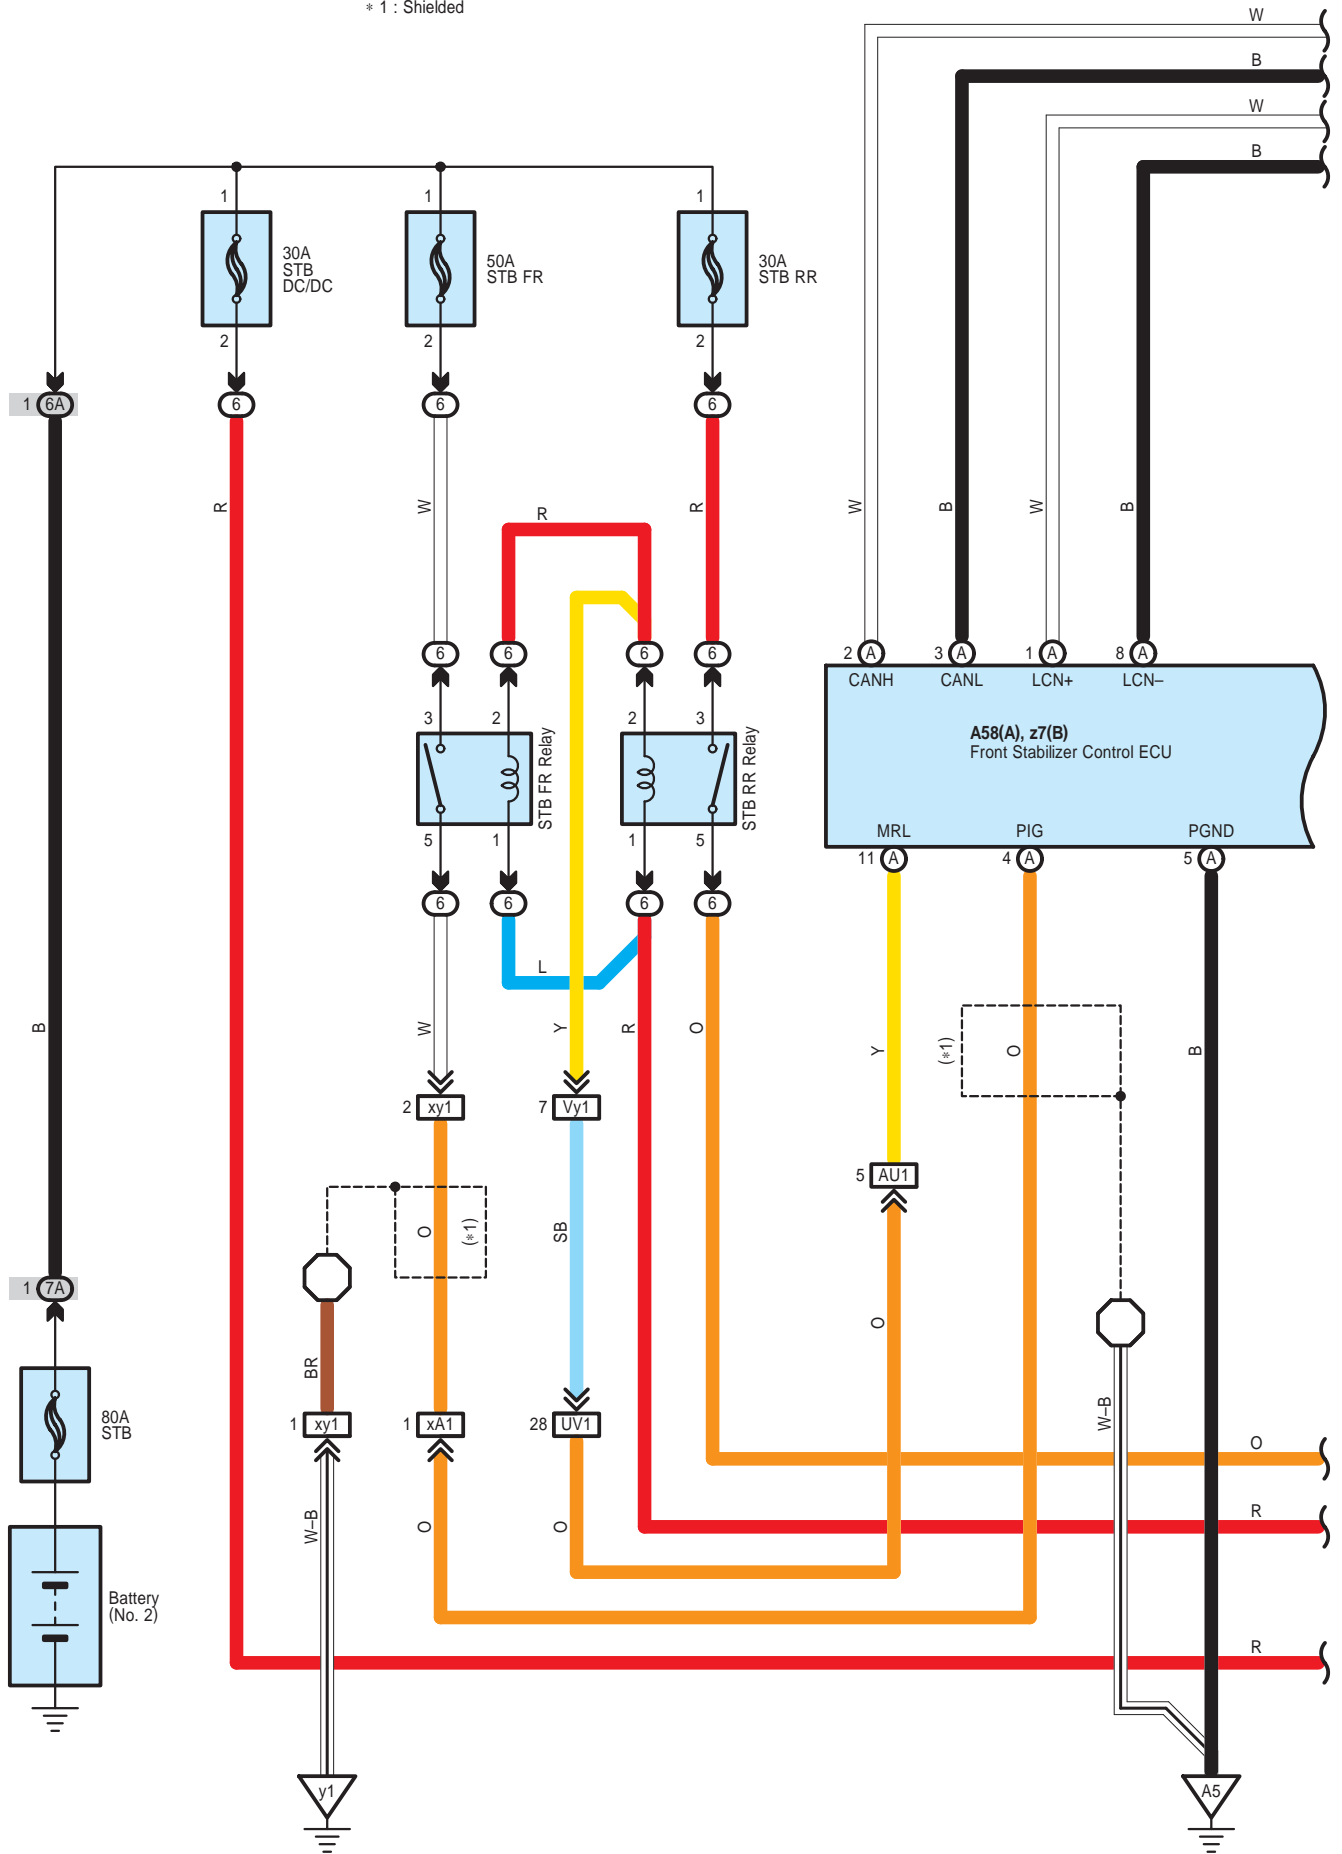 * 1 : Shielded
W
B
W
B
1
1
1
30A
STB
DC/DC
50A
STB FR
30A
STB RR
2
2
2
1 6A
6
6
6
R
W
R
R
W
B
W
B
6
6
6
6
2 A
3 A
1 A
8 A
CANH
CANL
LCN+
LCN–
3
2
2
3
STB FR Relay
STB RR Relay
A58(A), z7(B)
Front Stabilizer Control ECU
5
1
1
5
MRL
PIG
PGND
11 A
4 A
5 A
6
6
6
6
L
B
W
Y
R
O
Y
(*1)
O
B
2 xy1
7 Vy1
5 AU1
O
(*1)
SB
1 7A
O
BR
W–B
80A
STB
1 xy1
1 xA1
28 UV1
O
W–B
O
O
R
Battery
(No. 2)
R
y1
A5